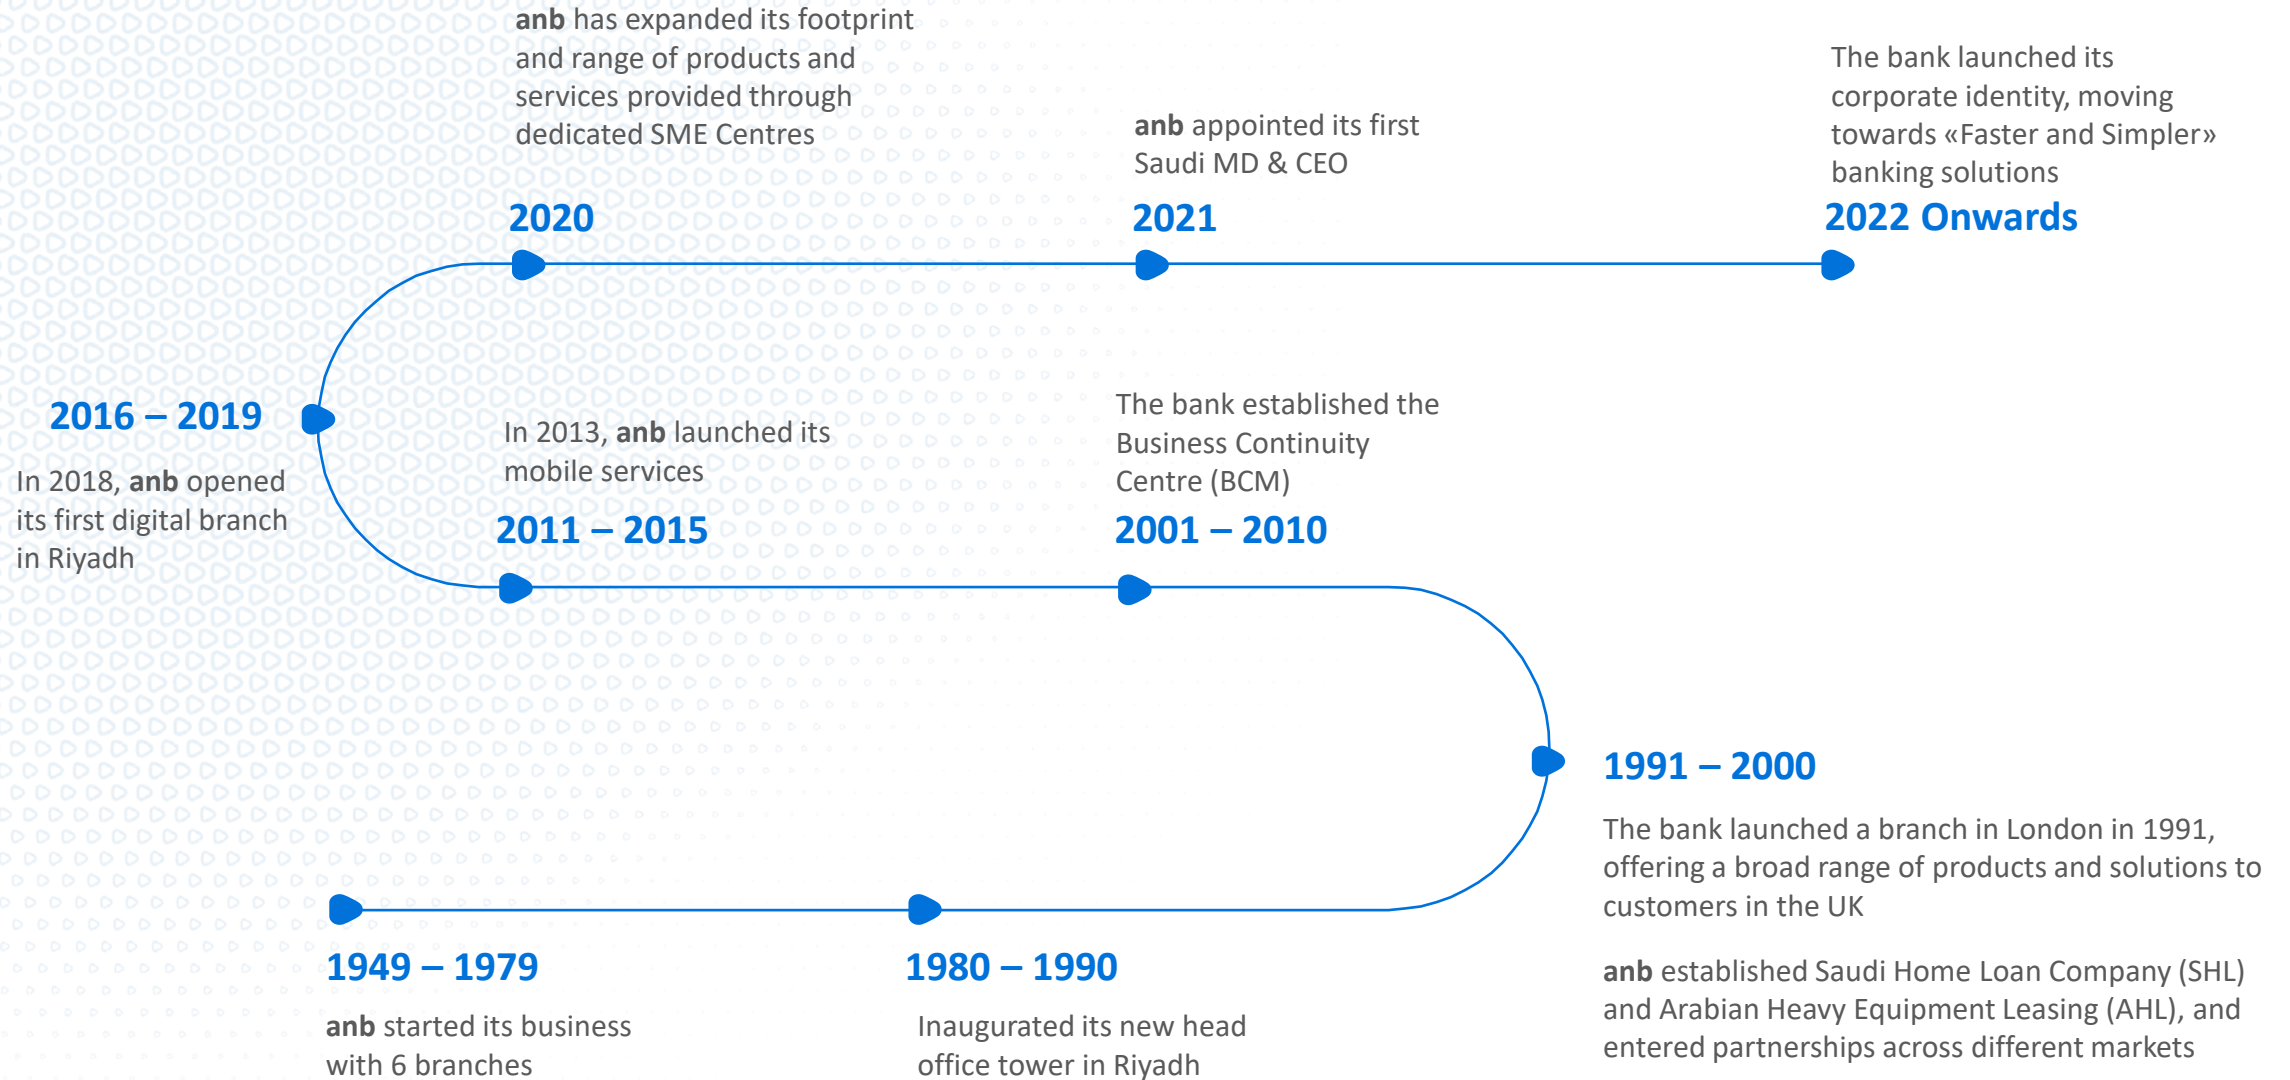 anb has expanded its footprint
and range of products and
services provided through
dedicated SME Centres
2020
anb appointed its first
Saudi MD & CEO
2021
The bank launched its
corporate identity, moving
towards «Faster and Simpler»
banking solutions
2022 Onwards
2016 – 2019
In 2018, anb opened
its first digital branch
in Riyadh
In 2013, anb launched its
mobile services
2011 – 2015
The bank established the
Business Continuity
Centre (BCM)
2001 – 2010
1991 – 2000
The bank launched a branch in London in 1991,
offering a broad range of products and solutions to
customers in the UK
anb established Saudi Home Loan Company (SHL)
and Arabian Heavy Equipment Leasing (AHL), and
entered partnerships across different markets
1949 – 1979
anb started its business
with 6 branches
1980 – 1990
Inaugurated its new head
office tower in Riyadh